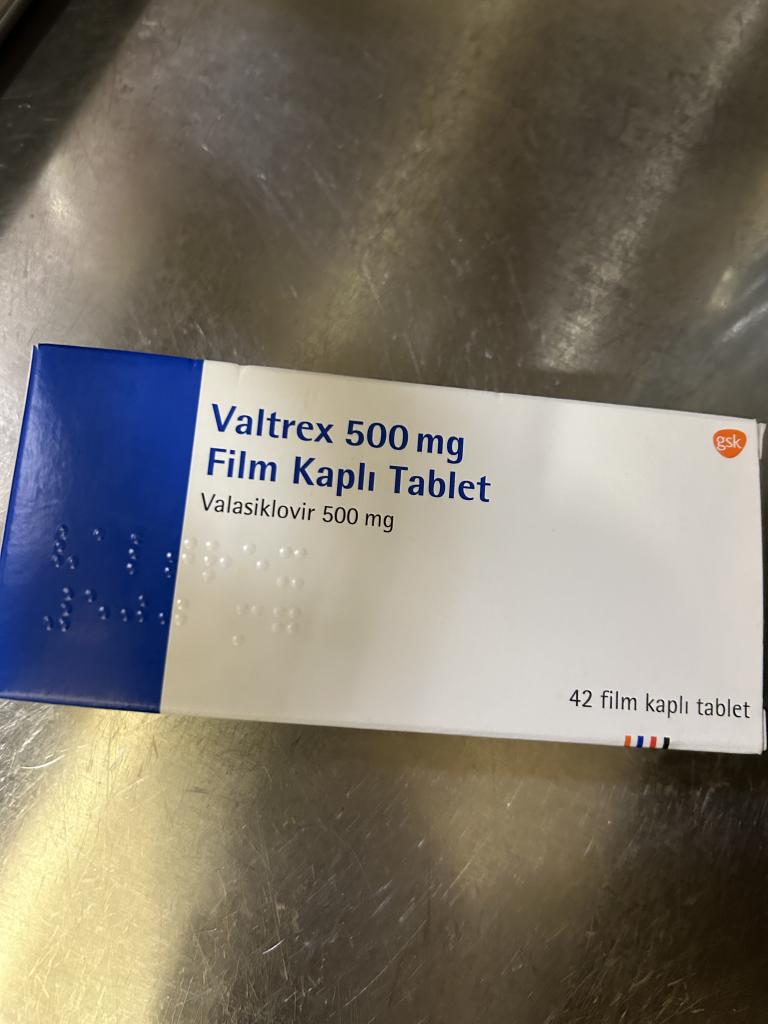 Valtrex 500 mg
Film Kaplı Tablet
Valasiklovir 500 mg
gsk
42 film kaplı tablet